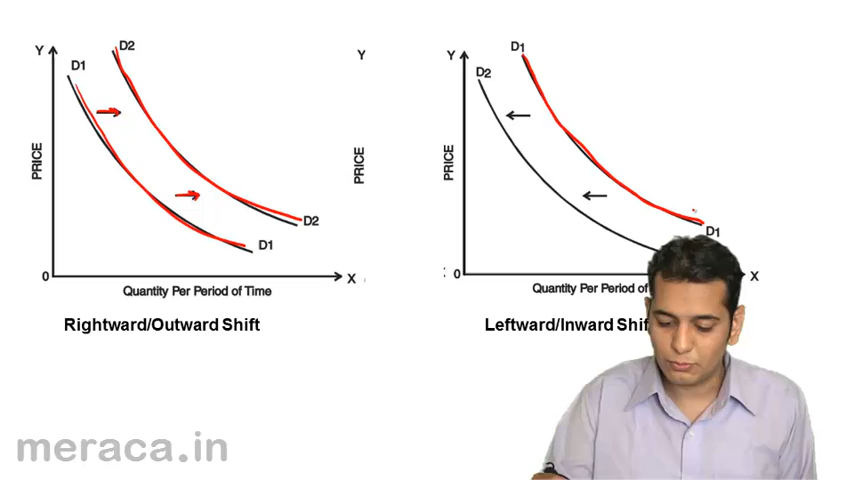 Y
D2
D1
PRICE
D2
D1
0
X
Quantity Per Period of Time
Rightward/Outward Shift
Y
PRICE
Y
D1
D2
PRICE
D1
0
X
Quantity Per Period of
Leftward/Inward
meraca.in